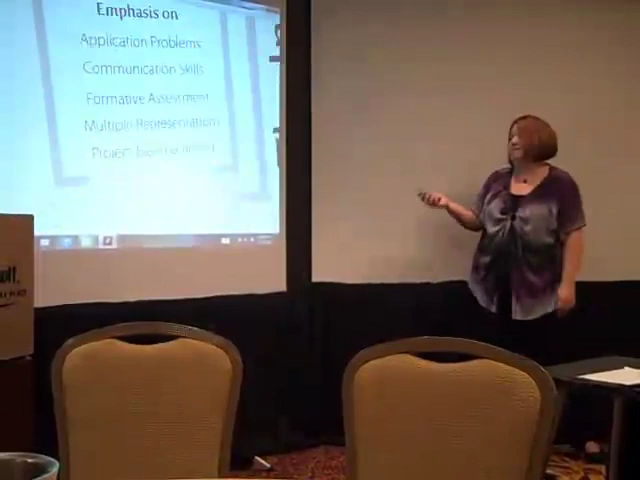 Emphasis on
Application Problems
Communication Skills
Formative Assessment
Multiple Representations